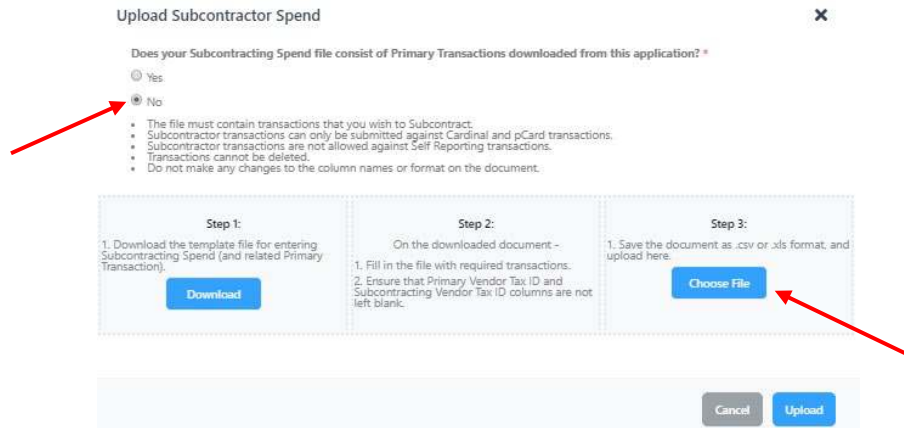 Upload Subcontractor Spend
Does your Subcontracting Spend file consist of Primary Transactions downloaded from this application? *
Yes
No
• The file must contain transactions that you wish to Subcontract.
• Subcontractor transactions can only be submitted against Cardinal and pCard transactions.
• Subcontractor transactions are not allowed against Self Reporting transactions.
• Transactions cannot be deleted.
• Do not make any changes to the column names or format on the document.
Step 1:
1. Download the template file for entering
Subcontracting Spend (and related Primary
Transaction).
Download
Step 2:
On the downloaded document -
1. Fill in the file with required transactions.
2. Ensure that Primary Vendor Tax ID and
Subcontracting Vendor Tax ID columns are not
left blank.
Step 3:
1. Save the document as .csv or .xls format, and
upload here.
Choose File
Cancel
Upload